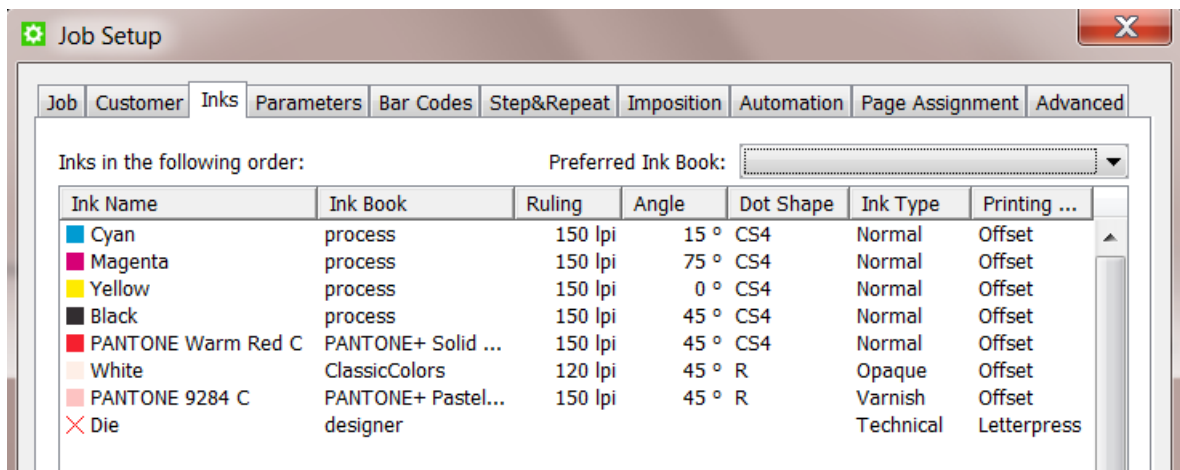 Job Setup
X
Job Customer Inks Parameters Bar Codes Step&Repeat Imposition Automation Page Assignment Advanced
Inks in the following order: Preferred Ink Book:
Ink Name Ink Book Ruling Angle Dot Shape Ink Type Printing ...
Cyan process 150 lpi 15 º CS4 Normal Offset
Magenta process 150 lpi 75 º CS4 Normal Offset
Yellow process 150 lpi 0 º CS4 Normal Offset
Black process 150 lpi 45 º CS4 Normal Offset
PANTONE Warm Red C PANTONE+ Solid ... 150 lpi 45 º CS4 Normal Offset
White ClassicColors 120 lpi 45 º R Opaque Offset
PANTONE 9284 C PANTONE+ Pastel... 150 lpi 45 º R Varnish Offset
Die designer Technical Letterpress